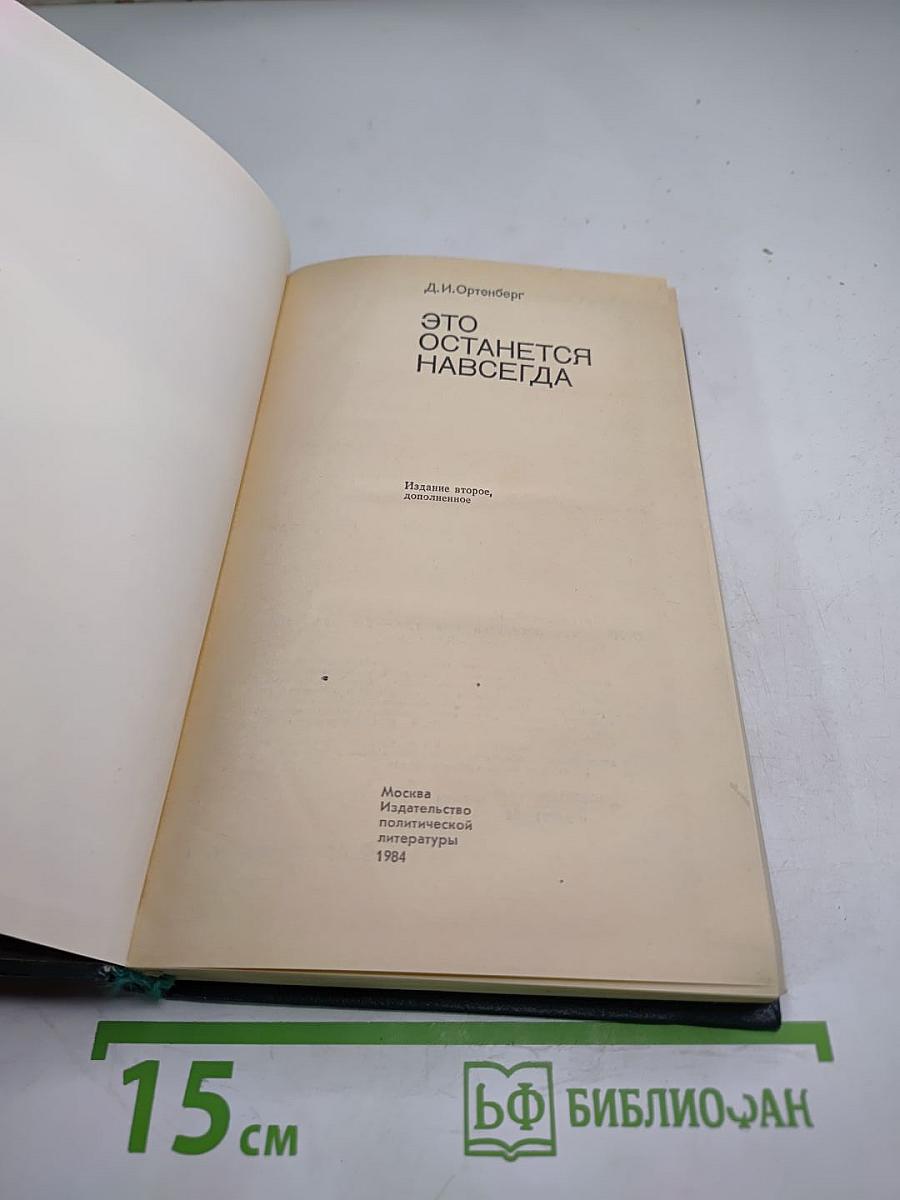 Д.И.Ортенберг
ЭТО
ОСТАНЕТСЯ
НАВСЕГДА
Издание второе,
дополненное
Москва
Издательство
политической
литературы
1984
15 см
БФ БИБЛИОФАН